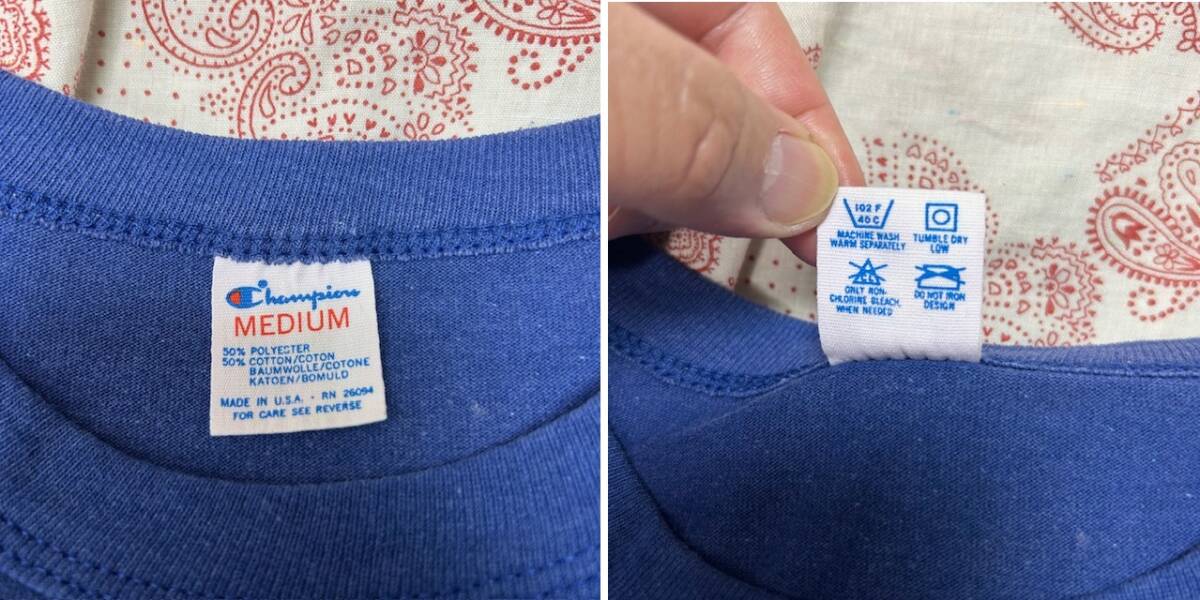 Champion
MEDIUM
50% POLYESTER
50% COTTON/COTON
BAUMWOLLE/COTONE
KATOEN/BOMULD
MADE IN U.S.A. - RN 26094
FOR CARE SEE REVERSE
102 F
40 C
MACHINE WASH
WARM SEPARATELY
TUMBLE DRY
LOW
CL
ONLY NON-
CHLORINE BLEACH,
WHEN NEEDED
DO NOT IRON
DESIGN